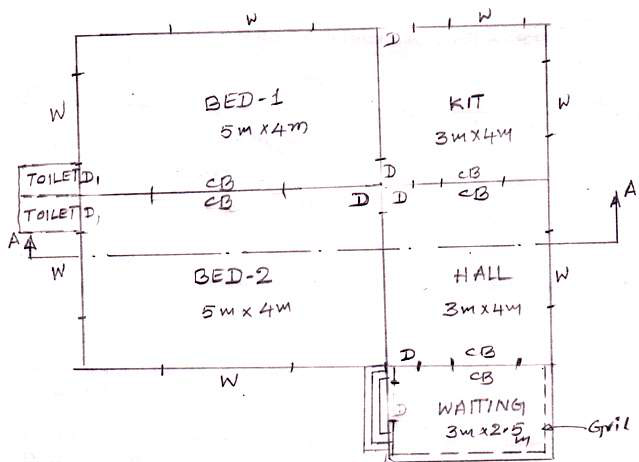 W
W
D
BED-1
5m x 4m
KIT
3m x 4m
W
W
TOILET D1
TOILET D1
CB
CB
D
D
D
CB
CB
A
A
W
BED-2
5m x 4m
HALL
3m x 4m
W
W
D
CB
CB
D
WAITING
3m x 2.5m
Gril